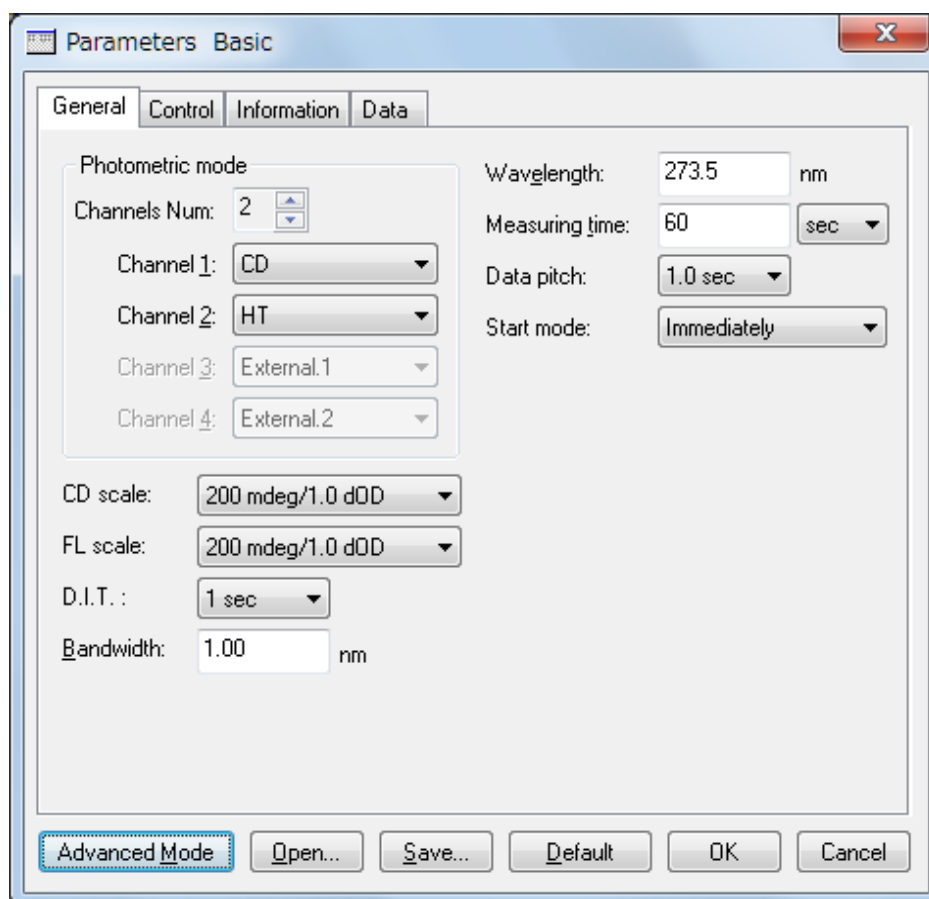 Parameters Basic
General Control Information Data
Photometric mode
Channels Num: 2
Channel 1: CD
Channel 2: HT
Channel 3: External.1
Channel 4: External.2
CD scale: 200 mdeg/1.0 dOD
FL scale: 200 mdeg/1.0 dOD
D.I.T. : 1 sec
Bandwidth: 1.00 nm
Wavelength: 273.5 nm
Measuring time: 60 sec
Data pitch: 1.0 sec
Start mode: Immediately
Advanced Mode Open... Save... Default OK Cancel